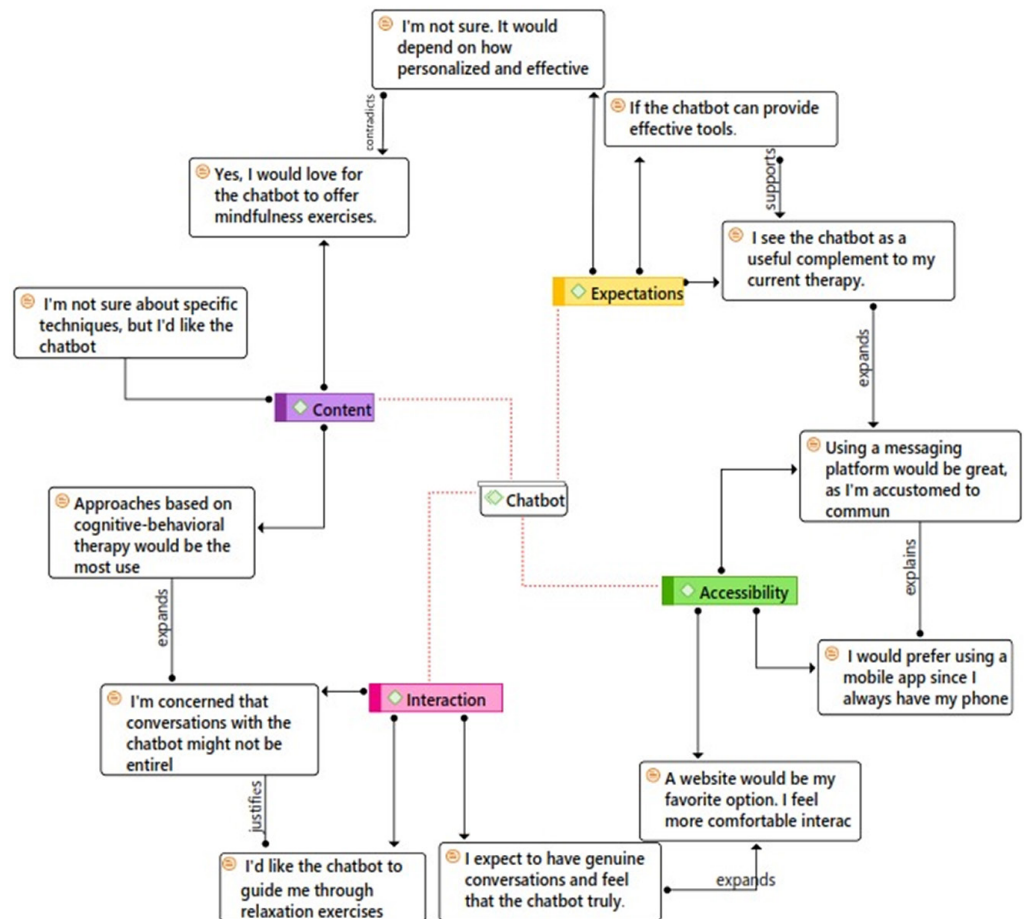 I'm not sure. It would
depend on how
personalized and effective
If the chatbot can provide
effective tools.
contradicts
supports
Yes, I would love for
the chatbot to offer
mindfulness exercises.
I see the chatbot as a
useful complement to my
current therapy.
Expectations
I'm not sure about specific
techniques, but I'd like the
chatbot
expands
Content
Using a messaging
platform would be great,
as I'm accustomed to
commun
Chatbot
Approaches based on
cognitive-behavioral
therapy would be the
most use
explains
Accessibility
expands
I would prefer using a
mobile app since I
always have my phone
Interaction
I'm concerned that
conversations with the
chatbot might not be
entirel
A website would be my
favorite option. I feel
more comfortable interac
justifies
I'd like the chatbot to
guide me through
relaxation exercises
I expect to have genuine
conversations and feel
that the chatbot truly.
expands